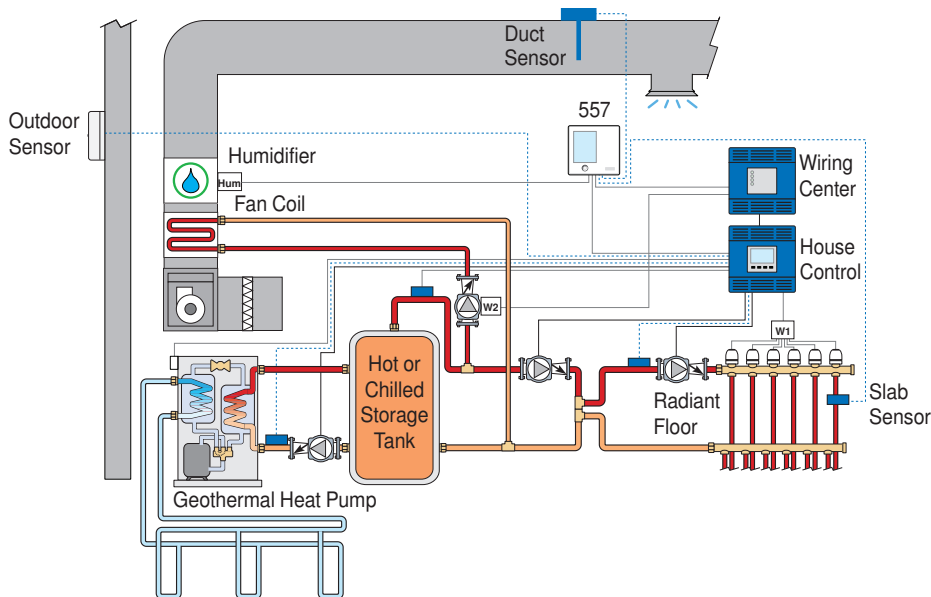 Duct
Sensor
557
Outdoor
Sensor
Humidifier
Hum
Wiring
Center
Fan Coil
House
Control
W2
W1
Hot or
Chilled
Storage
Tank
Radiant
Floor
Slab
Sensor
Geothermal Heat Pump